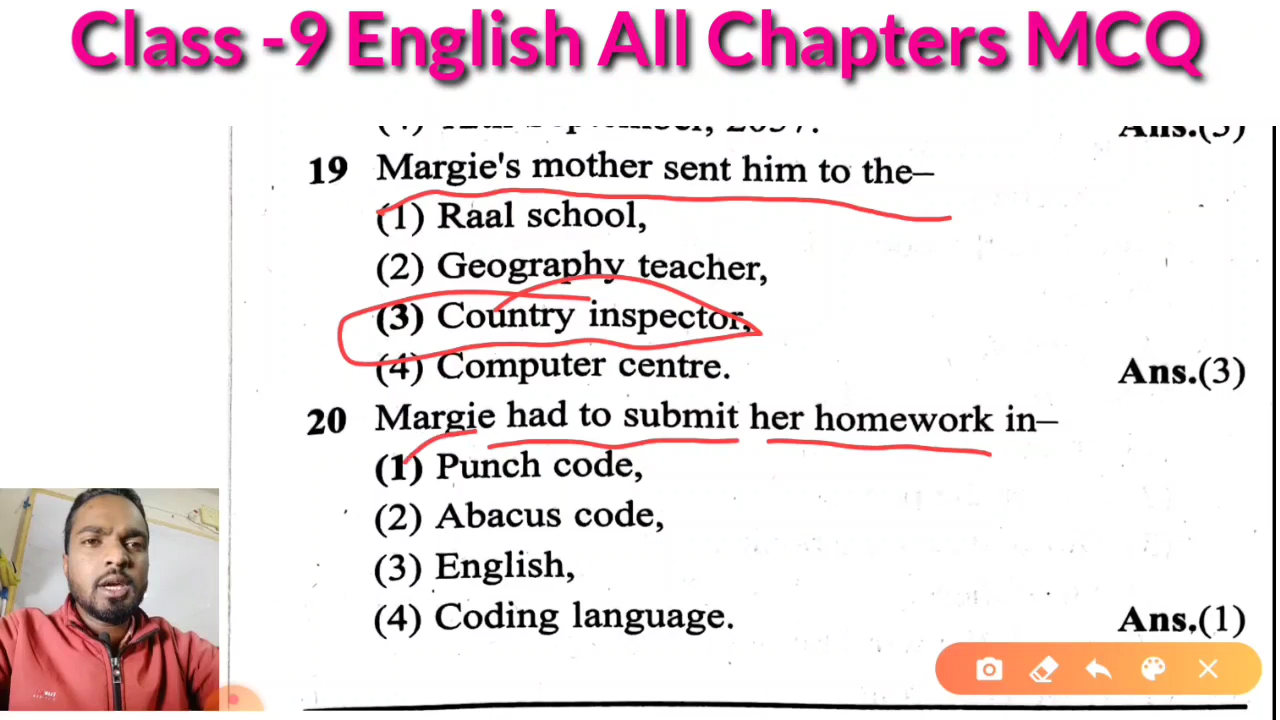 Class -9 English All Chapters MCQ
19 Margie's mother sent him to the–
(1) Raal school,
(2) Geography teacher,
(3) Country inspector,
(4) Computer centre.
Ans.(3)
20 Margie had to submit her homework in–
(1) Punch code,
(2) Abacus code,
(3) English,
(4) Coding language.
Ans.(1)